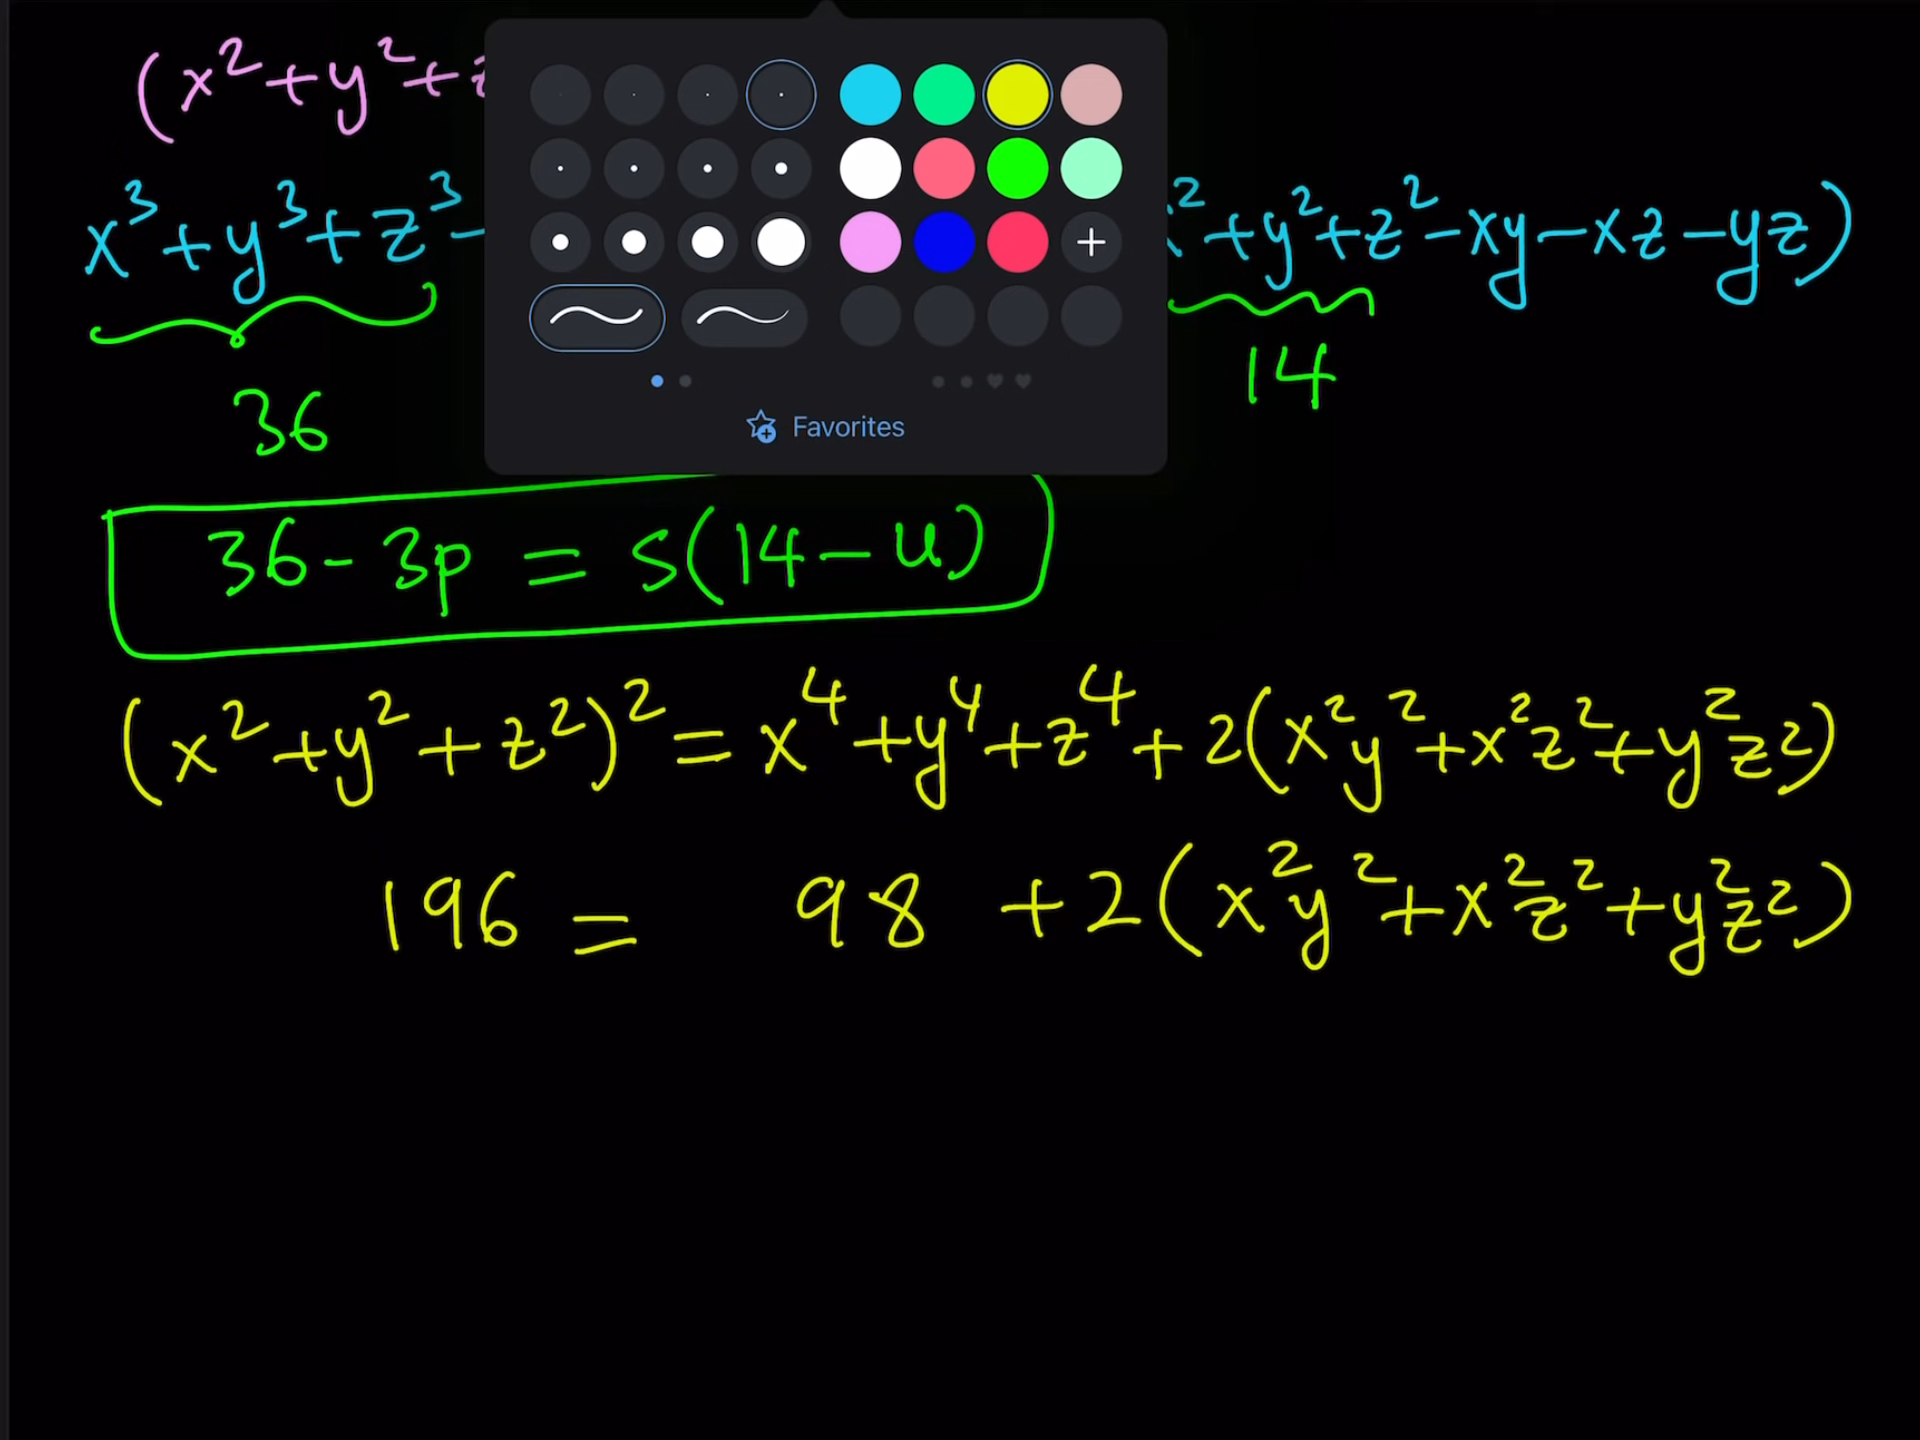 (x²+y²+z
x³+y³+z³-
x²+y²+z²-xy-xz-yz)
36
14
Favorites
36-3p = s(14-u)
(x²+y²+z²)² = x⁴+y⁴+z⁴+2(x²y²+x²z²+y²z²)
196 = 98 +2(x²y²+x²z²+y²z²)